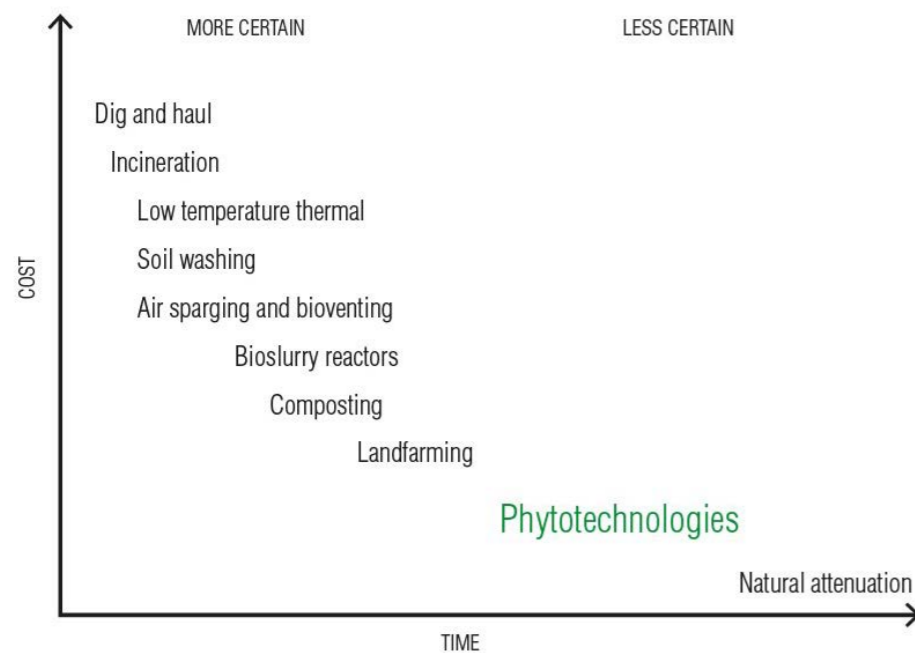 MORE CERTAIN
LESS CERTAIN
Dig and haul
Incineration
Low temperature thermal
Soil washing
COST
Air sparging and bioventing
Bioslurry reactors
Composting
Landfarming
Phytotechnologies
Natural attenuation
TIME